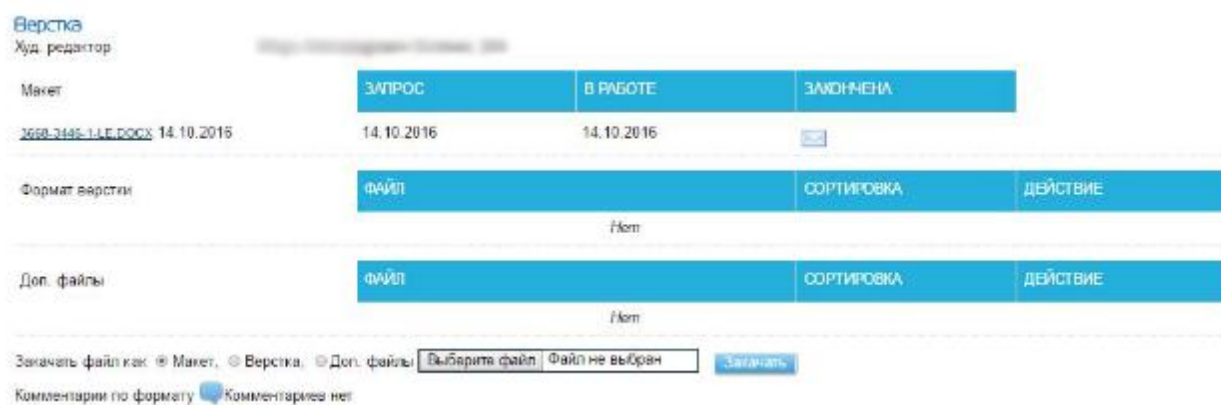 Верстка
Худ. редактор
Макет ЗАПРОС В РАБОТЕ ЗАКОНЧЕНА
3668-3446-1-LE.DOCX 14.10.2016 14.10.2016 14.10.2016
Формат верстки ФАЙЛ СОРТИРОВКА ДЕЙСТВИЕ
Нет
Доп. файлы ФАЙЛ СОРТИРОВКА ДЕЙСТВИЕ
Нет
Закачать файл как Макет, Верстка, Доп. файлы Выберите файл Файл не выбран Закачать
Комментарии по формату Комментариев нет